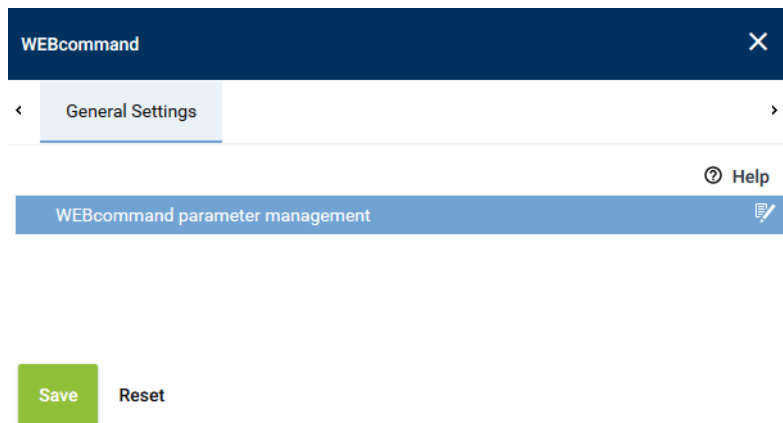 WEBcommand
General Settings
Help
WEBcommand parameter management
Save Reset